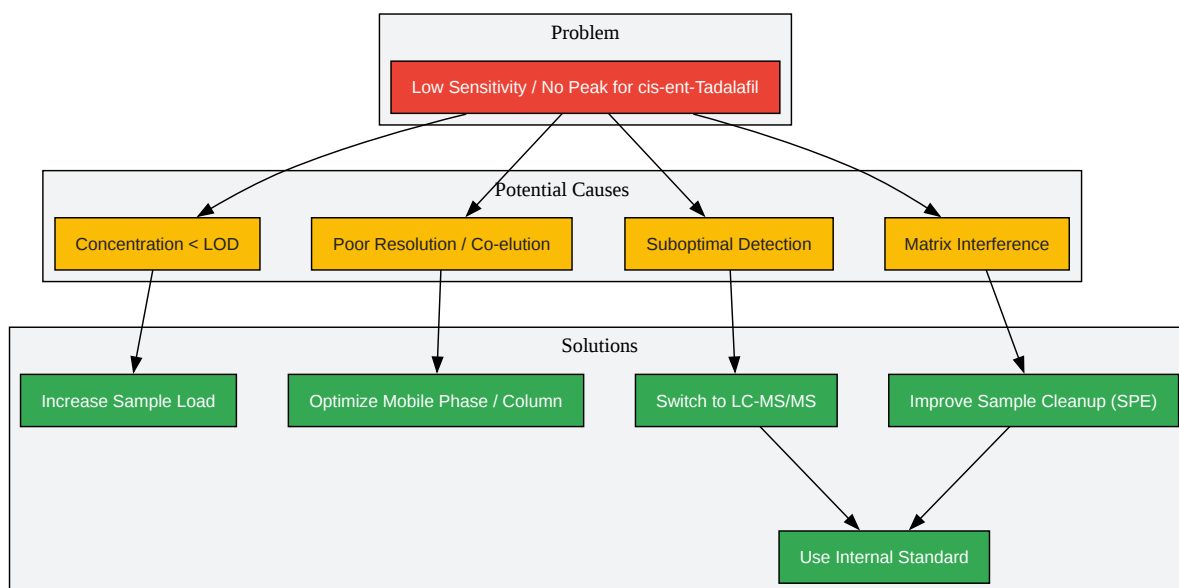 Problem
Low Sensitivity / No Peak for cis-ent-Tadalafil
Potential Causes
Concentration < LOD
Poor Resolution / Co-elution
Suboptimal Detection
Matrix Interference
Solutions
Increase Sample Load
Optimize Mobile Phase / Column
Switch to LC-MS/MS
Improve Sample Cleanup (SPE)
Use Internal Standard